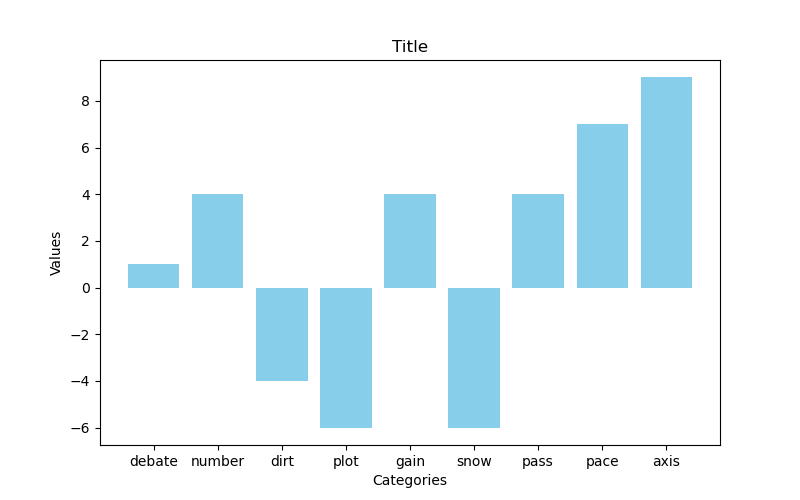 Title
8
6
4
2
0
−2
−4
−6
Values
debate number dirt plot gain snow pass pace axis
Categories